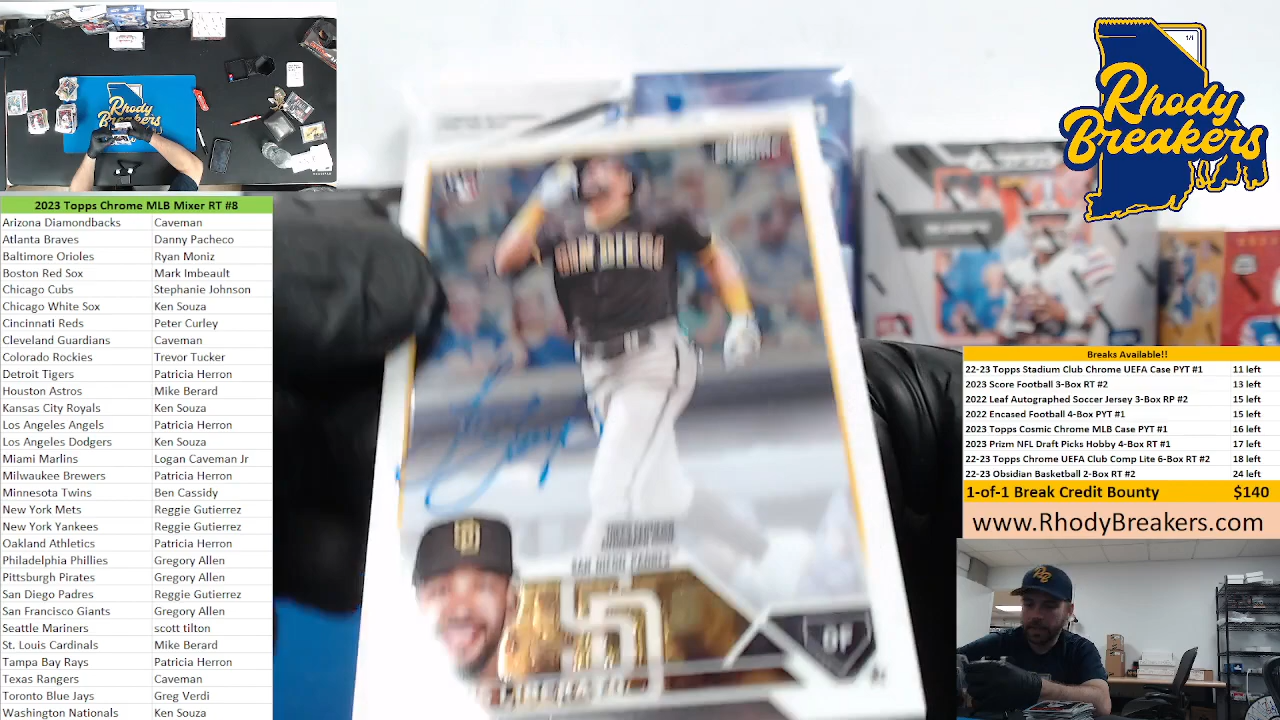 Rhody
Breakers
1/1
Rhody
Breakers
2023 Topps Chrome MLB Mixer RT #8
Arizona Diamondbacks Caveman
Atlanta Braves Danny Pacheco
Baltimore Orioles Ryan Moniz
Boston Red Sox Mark Imbeault
Chicago Cubs Stephanie Johnson
Chicago White Sox Ken Souza
Cincinnati Reds Peter Curley
Cleveland Guardians Caveman
Colorado Rockies Trevor Tucker
Detroit Tigers Patricia Herron
Houston Astros Mike Berard
Kansas City Royals Ken Souza
Los Angeles Angels Patricia Herron
Los Angeles Dodgers Ken Souza
Miami Marlins Logan Caveman Jr
Milwaukee Brewers Patricia Herron
Minnesota Twins Ben Cassidy
New York Mets Reggie Gutierrez
New York Yankees Reggie Gutierrez
Oakland Athletics Patricia Herron
Philadelphia Phillies Gregory Allen
Pittsburgh Pirates Gregory Allen
San Diego Padres Reggie Gutierrez
San Francisco Giants Gregory Allen
Seattle Mariners scott tilton
St. Louis Cardinals Mike Berard
Tampa Bay Rays Patricia Herron
Texas Rangers Caveman
Toronto Blue Jays Greg Verdi
Washington Nationals Ken Souza
SAN DIEGO
SAN DIEGO PADRES
OF
Breaks Available!!
22-23 Topps Stadium Club Chrome UEFA Case PYT #1 11 left
2023 Score Football 3-Box RT #2 13 left
2022 Leaf Autographed Soccer Jersey 3-Box RP #2 15 left
2022 Encased Football 4-Box PYT #1 15 left
2023 Topps Cosmic Chrome MLB Case PYT #1 16 left
2023 Prizm NFL Draft Picks Hobby 4-Box RT #1 17 left
22-23 Topps Chrome UEFA Club Comp Lite 6-Box RT #2 18 left
22-23 Obsidian Basketball 2-Box RT #2 24 left
1-of-1 Break Credit Bounty $140
www.RhodyBreakers.com